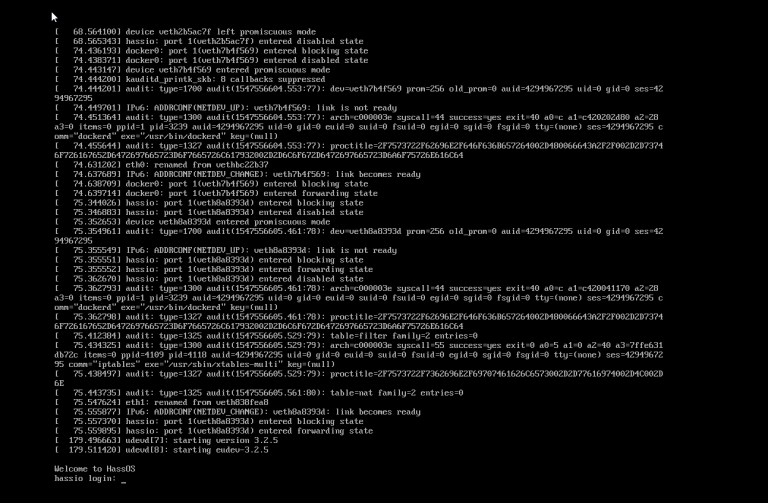 [   68.564100] device veth2b5ac7f left promiscuous mode
[   68.565343] hassio: port 1(veth2b5ac7f) entered disabled state
[   74.436193] docker0: port 1(veth7b4f569) entered blocking state
[   74.438371] docker0: port 1(veth7b4f569) entered disabled state
[   74.443147] device veth7b4f569 entered promiscuous mode
[   74.444200] kauditd_printk_skb: 8 callbacks suppressed
[   74.444201] audit: type=1700 audit(1547556604.553:77): dev=veth7b4f569 prom=256 old_prom=0 auid=4294967295 uid=0 gid=0 ses=42
94967295
[   74.449701] IPv6: ADDRCONF(NETDEV_UP): veth7b4f569: link is not ready
[   74.451364] audit: type=1300 audit(1547556604.553:77): arch=c000003e syscall=44 success=yes exit=40 a0=c a1=c420202d80 a2=28
a3=0 items=0 ppid=1 pid=3239 auid=4294967295 uid=0 gid=0 euid=0 suid=0 fsuid=0 egid=0 sgid=0 fsgid=0 tty=(none) ses=4294967295 c
omm="dockerd" exe="/usr/bin/dockerd" key=(null)
[   74.455644] audit: type=1327 audit(1547556604.553:77): proctitle=2F7573722F62696E2F646F636B657264002D480066643A2F2F002D2D7374
6F726167652D6472697665723D6F7665726C617932002D2D6C6F672D6472697665723D6A6F75726E616C64
[   74.631202] eth0: renamed from vethbc22b37
[   74.637689] IPv6: ADDRCONF(NETDEV_CHANGE): veth7b4f569: link becomes ready
[   74.638709] docker0: port 1(veth7b4f569) entered blocking state
[   74.639714] docker0: port 1(veth7b4f569) entered forwarding state
[   75.344026] hassio: port 1(veth8a8393d) entered blocking state
[   75.346883] hassio: port 1(veth8a8393d) entered disabled state
[   75.352653] device veth8a8393d entered promiscuous mode
[   75.354961] audit: type=1700 audit(1547556605.461:78): dev=veth8a8393d prom=256 old_prom=0 auid=4294967295 uid=0 gid=0 ses=42
94967295
[   75.355549] IPv6: ADDRCONF(NETDEV_UP): veth8a8393d: link is not ready
[   75.355551] hassio: port 1(veth8a8393d) entered blocking state
[   75.355552] hassio: port 1(veth8a8393d) entered forwarding state
[   75.362670] hassio: port 1(veth8a8393d) entered disabled state
[   75.362793] audit: type=1300 audit(1547556605.461:78): arch=c000003e syscall=44 success=yes exit=40 a0=c a1=c420041170 a2=28
a3=0 items=0 ppid=1 pid=3239 auid=4294967295 uid=0 gid=0 euid=0 suid=0 fsuid=0 egid=0 sgid=0 fsgid=0 tty=(none) ses=4294967295 c
omm="dockerd" exe="/usr/bin/dockerd" key=(null)
[   75.362798] audit: type=1327 audit(1547556605.461:78): proctitle=2F7573722F62696E2F646F636B657264002D480066643A2F2F002D2D7374
6F726167652D6472697665723D6F7665726C617932002D2D6C6F672D6472697665723D6A6F75726E616C64
[   75.412384] audit: type=1325 audit(1547556605.529:79): table=filter family=2 entries=0
[   75.434325] audit: type=1300 audit(1547556605.529:79): arch=c000003e syscall=55 success=yes exit=0 a0=5 a1=0 a2=40 a3=7ffe631
db72c items=0 ppid=4109 pid=4118 auid=4294967295 uid=0 gid=0 euid=0 suid=0 fsuid=0 egid=0 sgid=0 fsgid=0 tty=(none) ses=42949672
95 comm="iptables" exe="/usr/sbin/xtables-multi" key=(null)
[   75.438497] audit: type=1327 audit(1547556605.529:79): proctitle=2F7573722F7362696E2F69707461626C6573002D2D77616974002D4C002D
6E
[   75.443735] audit: type=1325 audit(1547556605.561:80): table=nat family=2 entries=0
[   75.547624] eth1: renamed from veth838fea8
[   75.555877] IPv6: ADDRCONF(NETDEV_CHANGE): veth8a8393d: link becomes ready
[   75.557370] hassio: port 1(veth8a8393d) entered blocking state
[   75.559895] hassio: port 1(veth8a8393d) entered forwarding state
[  179.496663] udevd[7]: starting version 3.2.5
[  179.511420] udevd[8]: starting eudev-3.2.5

Welcome to HassOS
hassio login: _